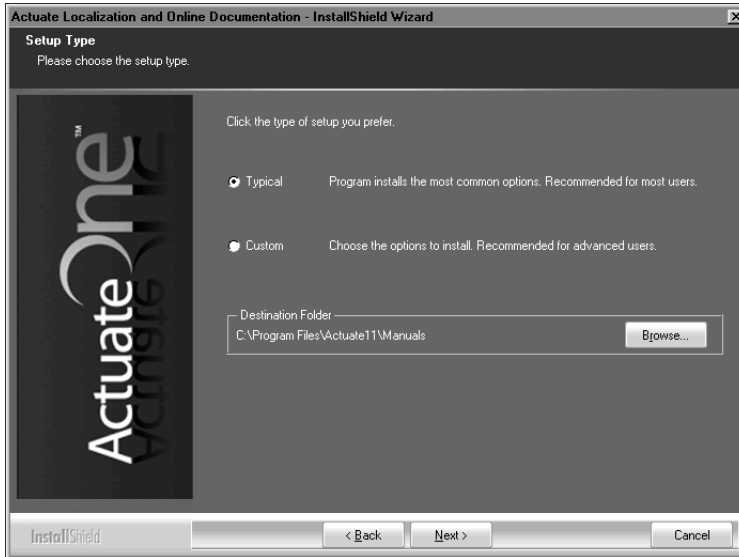 Actuate Localization and Online Documentation - InstallShield Wizard
Setup Type
Please choose the setup type.
Click the type of setup you prefer.
Typical Program installs the most common options. Recommended for most users.
Custom Choose the options to install. Recommended for advanced users.
Destination Folder
C:\Program Files\Actuate11\Manuals
Browse...
ActuateOne™
InstallShield
< Back
Next >
Cancel